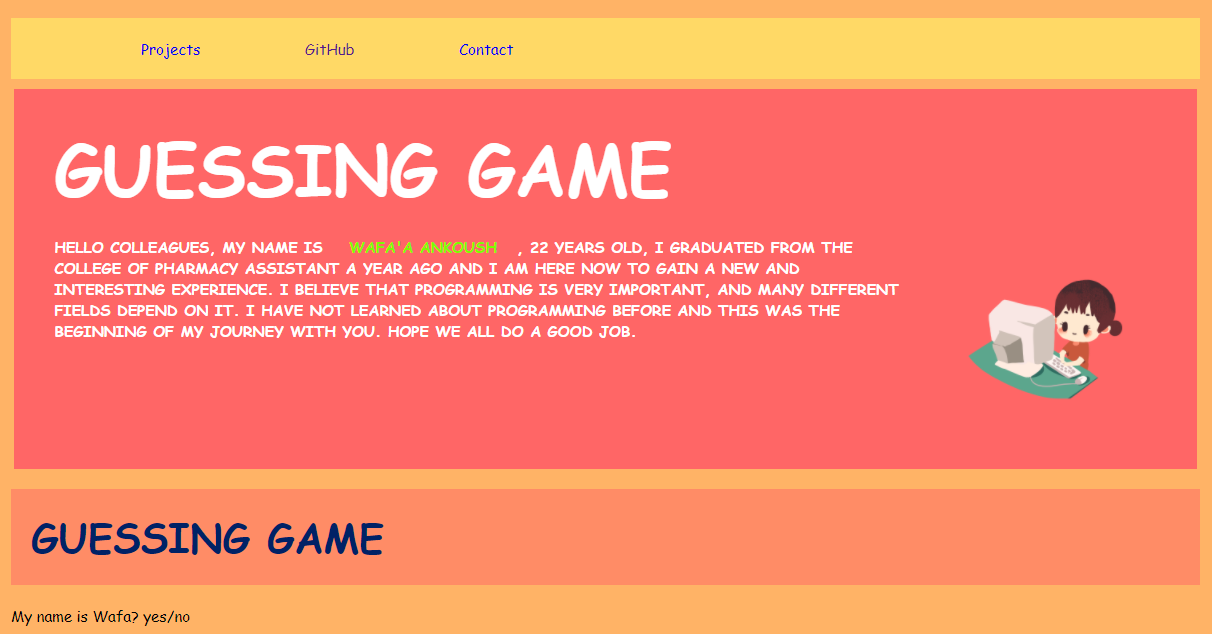 Projects GitHub Contact
GUESSING GAME
HELLO COLLEAGUES, MY NAME IS WAFA'A ANKOUSH , 22 YEARS OLD, I GRADUATED FROM THE
COLLEGE OF PHARMACY ASSISTANT A YEAR AGO AND I AM HERE NOW TO GAIN A NEW AND
INTERESTING EXPERIENCE. I BELIEVE THAT PROGRAMMING IS VERY IMPORTANT, AND MANY DIFFERENT
FIELDS DEPEND ON IT. I HAVE NOT LEARNED ABOUT PROGRAMMING BEFORE AND THIS WAS THE
BEGINNING OF MY JOURNEY WITH YOU. HOPE WE ALL DO A GOOD JOB.
GUESSING GAME
My name is Wafa? yes/no